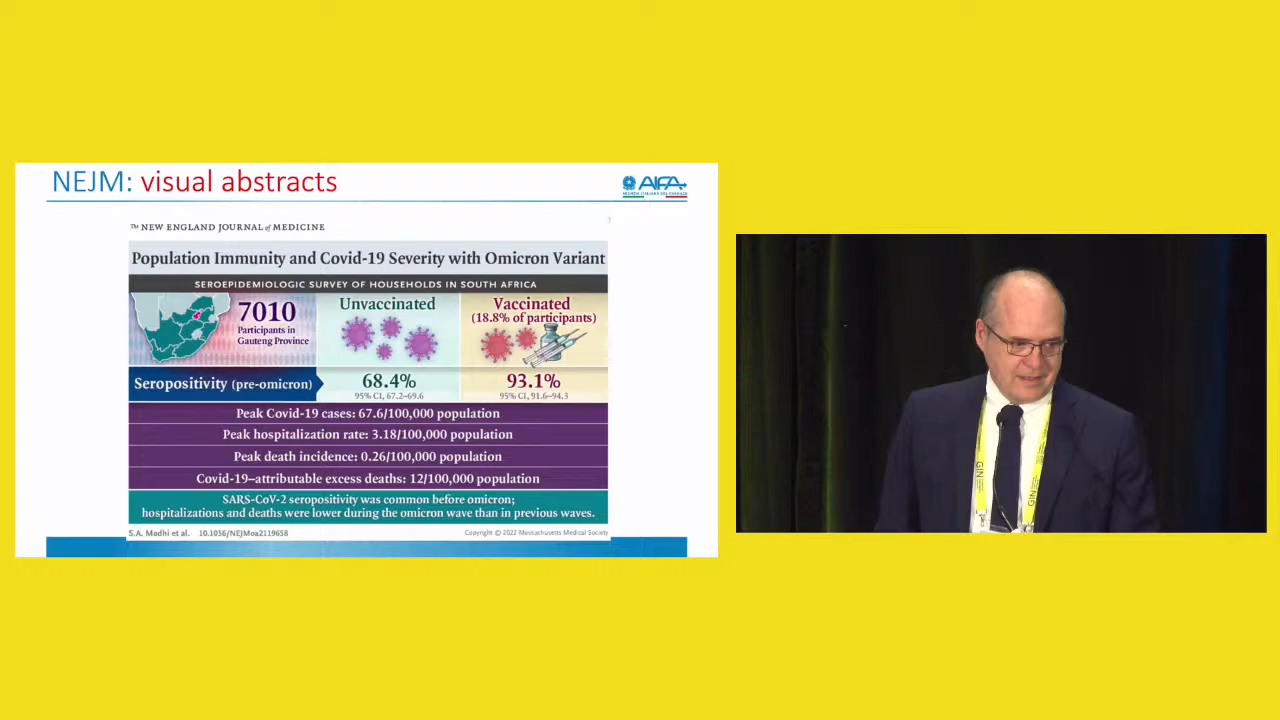 NEJM: visual abstracts
AIFA
AGENZIA ITALIANA DEL FARMACO
The NEW ENGLAND JOURNAL of MEDICINE
Population Immunity and Covid-19 Severity with Omicron Variant
SEROEPIDEMIOLOGIC SURVEY OF HOUSEHOLDS IN SOUTH AFRICA
7010
Participants in
Gauteng Province
Unvaccinated
Vaccinated
(18.8% of participants)
Seropositivity (pre-omicron)
68.4%
95% CI, 67.2–69.6
93.1%
95% CI, 91.6–94.3
Peak Covid-19 cases: 67.6/100,000 population
Peak hospitalization rate: 3.18/100,000 population
Peak death incidence: 0.26/100,000 population
Covid-19–attributable excess deaths: 12/100,000 population
SARS-CoV-2 seropositivity was common before omicron;
hospitalizations and deaths were lower during the omicron wave than in previous waves.
S.A. Madhi et al. 10.1056/NEJMoa2119658
Copyright © 2022 Massachusetts Medical Society
GIN
GIN